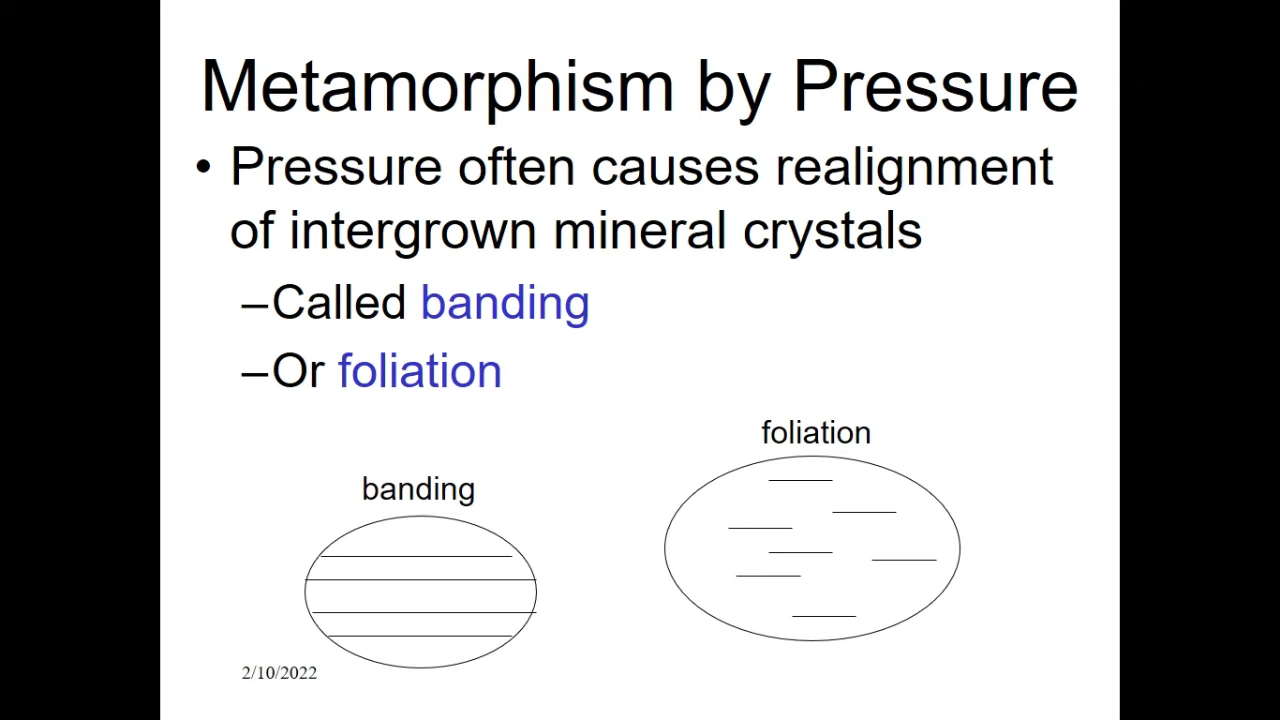 Metamorphism by Pressure
• Pressure often causes realignment
of intergrown mineral crystals
–Called banding
–Or foliation
foliation
banding
2/10/2022